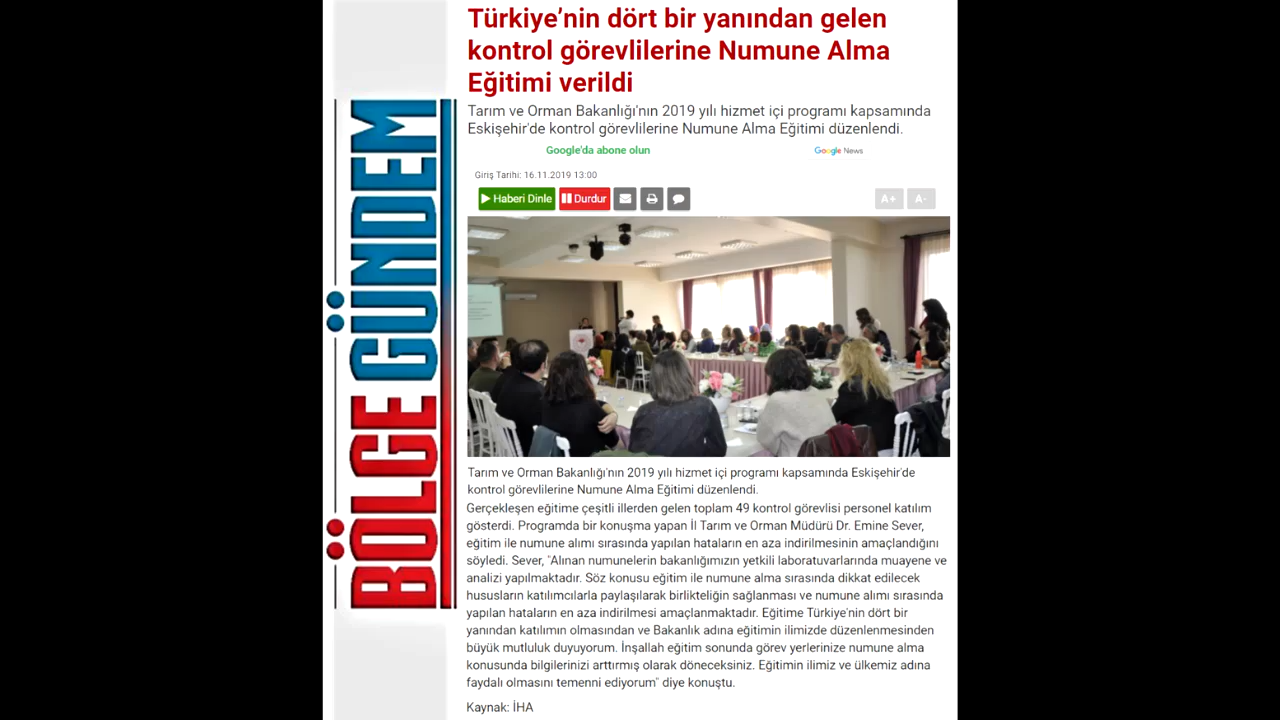 BÖLGE GÜNDEM
Türkiye’nin dört bir yanından gelen
kontrol görevlilerine Numune Alma
Eğitimi verildi
Tarım ve Orman Bakanlığı'nın 2019 yılı hizmet içi programı kapsamında
Eskişehir'de kontrol görevlilerine Numune Alma Eğitimi düzenlendi.
Google'da abone olun
Google News
Giriş Tarihi: 16.11.2019 13:00
Haberi Dinle
Durdur
A+
A-
Tarım ve Orman Bakanlığı'nın 2019 yılı hizmet içi programı kapsamında Eskişehir'de
kontrol görevlilerine Numune Alma Eğitimi düzenlendi.
Gerçekleşen eğitime çeşitli illerden gelen toplam 49 kontrol görevlisi personel katılım
gösterdi. Programda bir konuşma yapan İl Tarım ve Orman Müdürü Dr. Emine Sever,
eğitim ile numune alımı sırasında yapılan hataların en aza indirilmesinin amaçlandığını
söyledi. Sever, "Alınan numunelerin bakanlığımızın yetkili laboratuvarlarında muayene ve
analizi yapılmaktadır. Söz konusu eğitim ile numune alma sırasında dikkat edilecek
hususların katılımcılarla paylaşılarak birlikteliğin sağlanması ve numune alımı sırasında
yapılan hataların en aza indirilmesi amaçlanmaktadır. Eğitime Türkiye'nin dört bir
yanından katılımın olmasından ve Bakanlık adına eğitimin ilimizde düzenlenmesinden
büyük mutluluk duyuyorum. İnşallah eğitim sonunda görev yerlerinize numune alma
konusunda bilgilerinizi arttırmış olarak döneceksiniz. Eğitimin ilimiz ve ülkemiz adına
faydalı olmasını temenni ediyorum" diye konuştu.
Kaynak: İHA